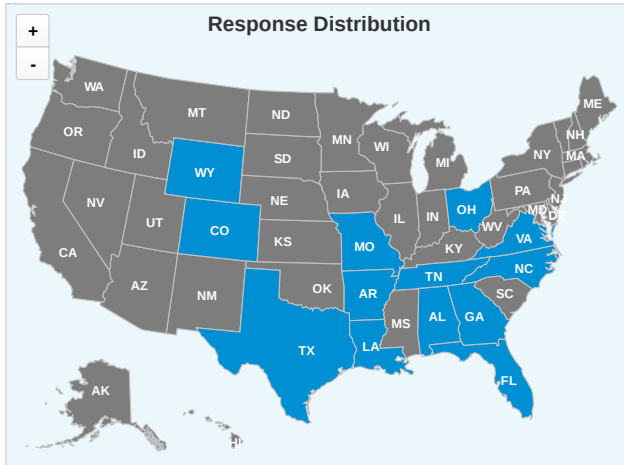 Response Distribution
+
-
WA
MT
ND
ME
OR
MN
NH
ID
WI
NY
MA
SD
MI
WY
IA
PA
NE
NV
IL
IN
OH
MD
DE
UT
CO
WV
VA
KS
MO
KY
CA
NC
TN
AZ
NM
OK
AR
SC
MS
AL
GA
LA
TX
FL
AK